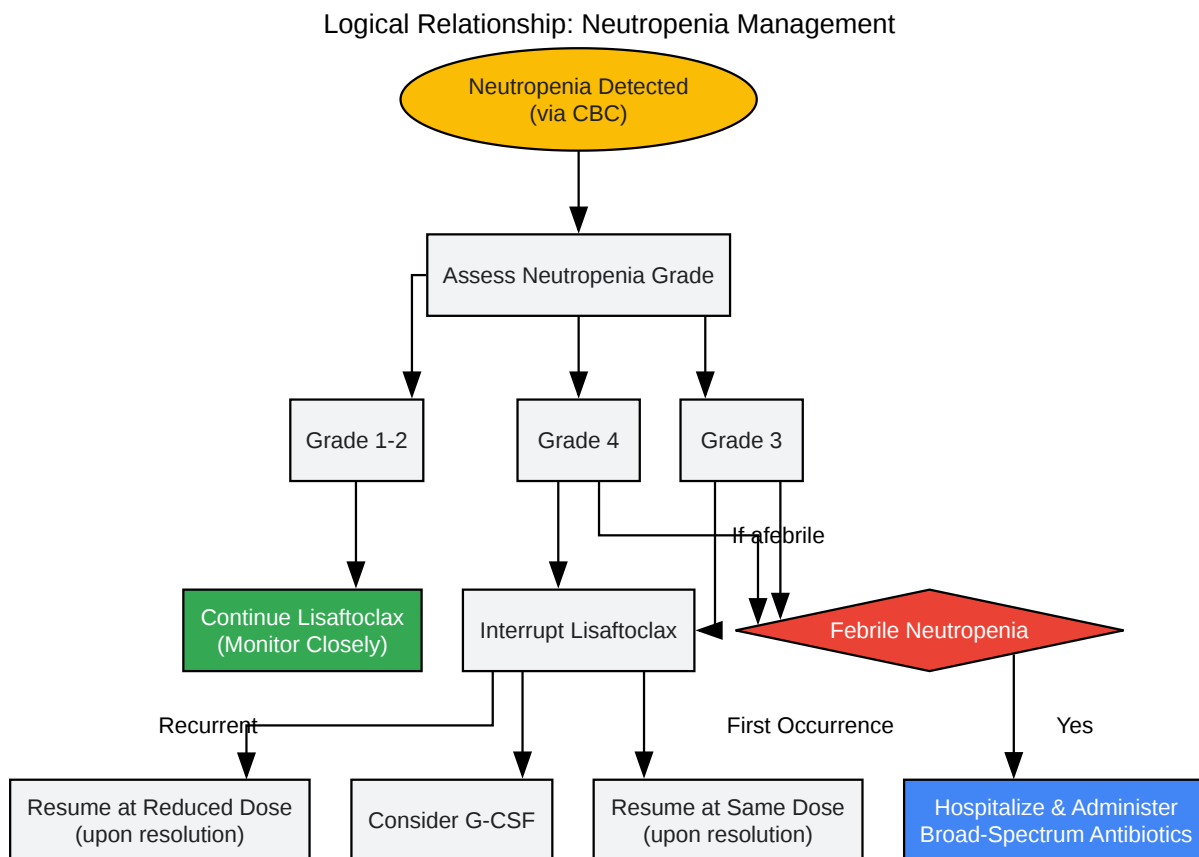 Logical Relationship: Neutropenia Management
Neutropenia Detected
(via CBC)
Assess Neutropenia Grade
Grade 1-2
Grade 4
Grade 3
If afebrile
Continue Lisaftoclax
(Monitor Closely)
Interrupt Lisaftoclax
Febrile Neutropenia
Recurrent
First Occurrence
Yes
Resume at Reduced Dose
(upon resolution)
Consider G-CSF
Resume at Same Dose
(upon resolution)
Hospitalize & Administer
Broad-Spectrum Antibiotics